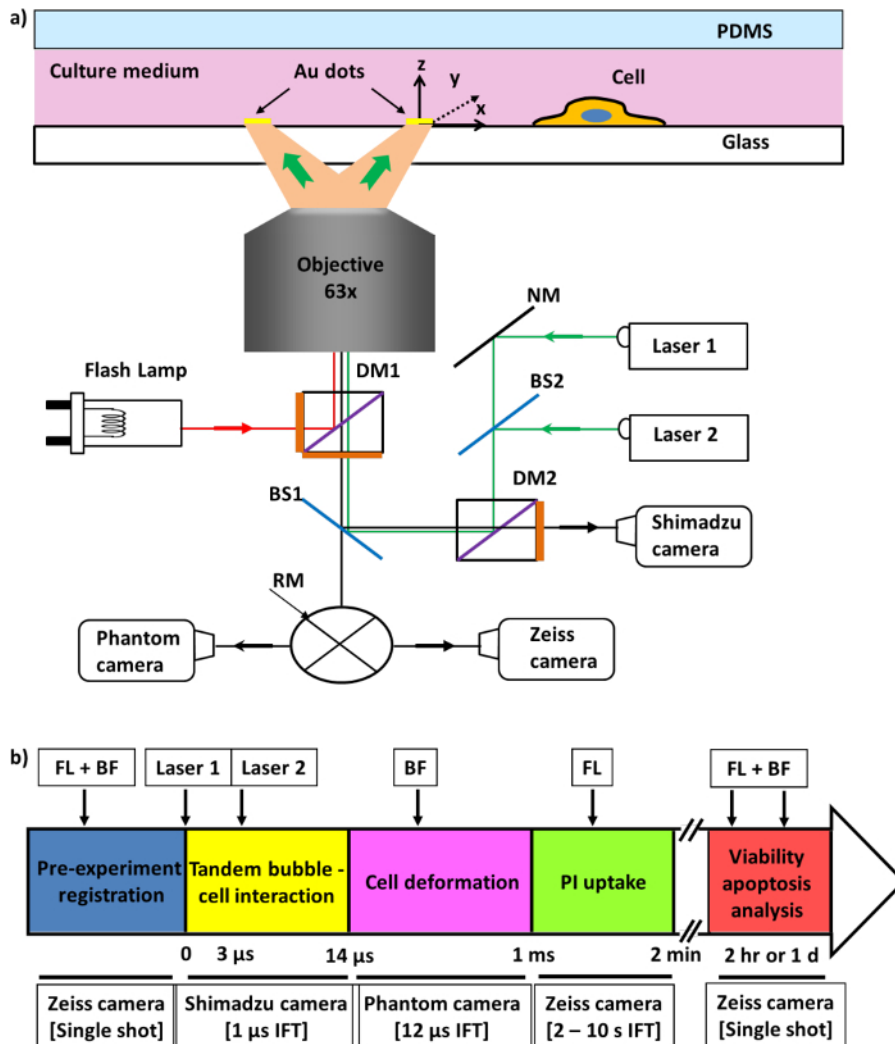 a)
PDMS
Culture medium
Au dots
z
y
x
Cell
Glass
Objective
63x
NM
Laser 1
Flash Lamp
DM1
BS2
Laser 2
BS1
DM2
Shimadzu
camera
RM
Phantom
camera
Zeiss
camera
b)
FL + BF
Laser 1
Laser 2
BF
FL
FL + BF
Pre-experiment
registration
Tandem bubble -
cell interaction
Cell deformation
PI uptake
Viability
apoptosis
analysis
0
3 µs
14 µs
1 ms
2 min
2 hr or 1 d
Zeiss camera
[Single shot]
Shimadzu camera
[1 µs IFT]
Phantom camera
[12 µs IFT]
Zeiss camera
[2 – 10 s IFT]
Zeiss camera
[Single shot]